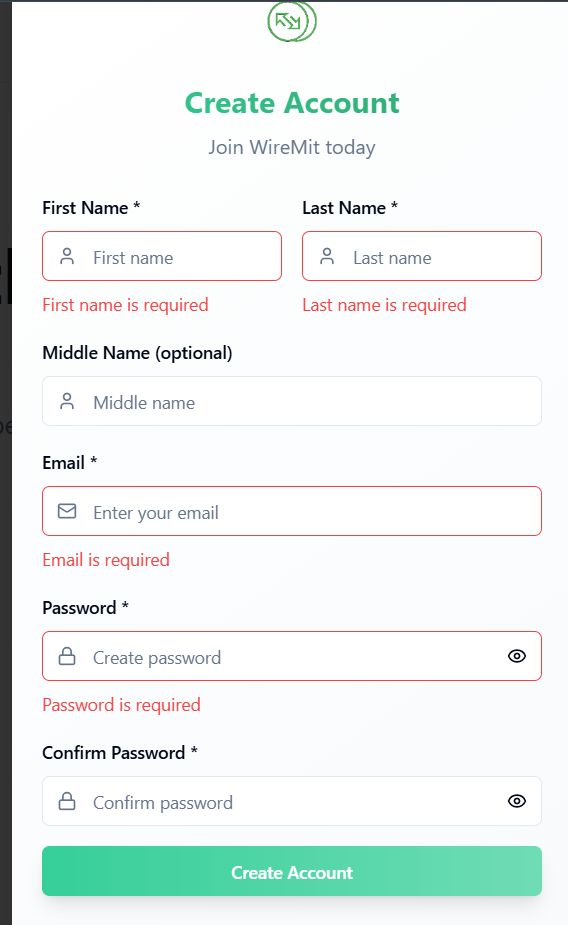 Create Account
Join WireMit today
First Name * Last Name *
First name Last name
First name is required Last name is required
Middle Name (optional)
Middle name
Email *
Enter your email
Email is required
Password *
Create password
Password is required
Confirm Password *
Confirm password
Create Account